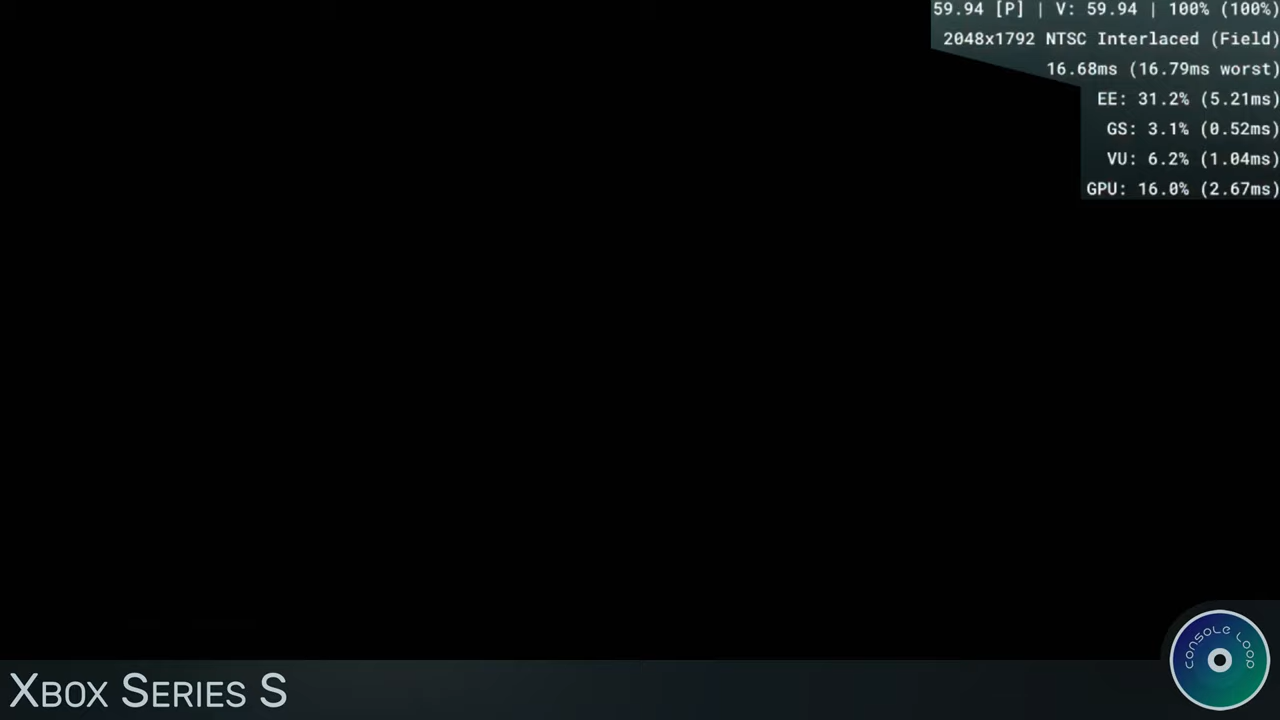 59.94 [P] | V: 59.94 | 100% (100%)
2048x1792 NTSC Interlaced (Field)
16.68ms (16.79ms worst)
EE: 31.2% (5.21ms)
GS: 3.1% (0.52ms)
VU: 6.2% (1.04ms)
GPU: 16.0% (2.67ms)
CONSOLE LOOP
XBOX SERIES S